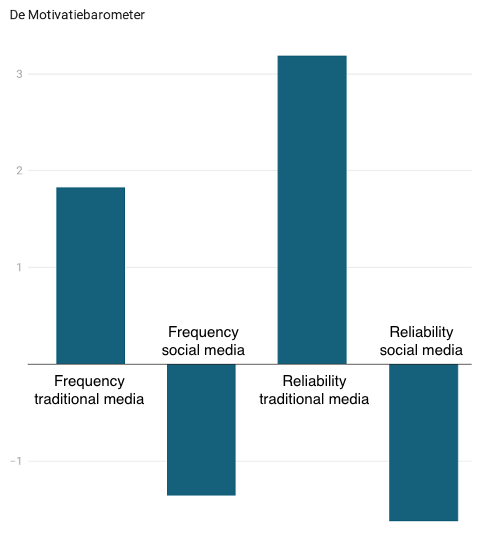 De Motivatiebarometer
3
2
1
Frequency
social media
Reliability
social media
Frequency
traditional media
Reliability
traditional media
−1